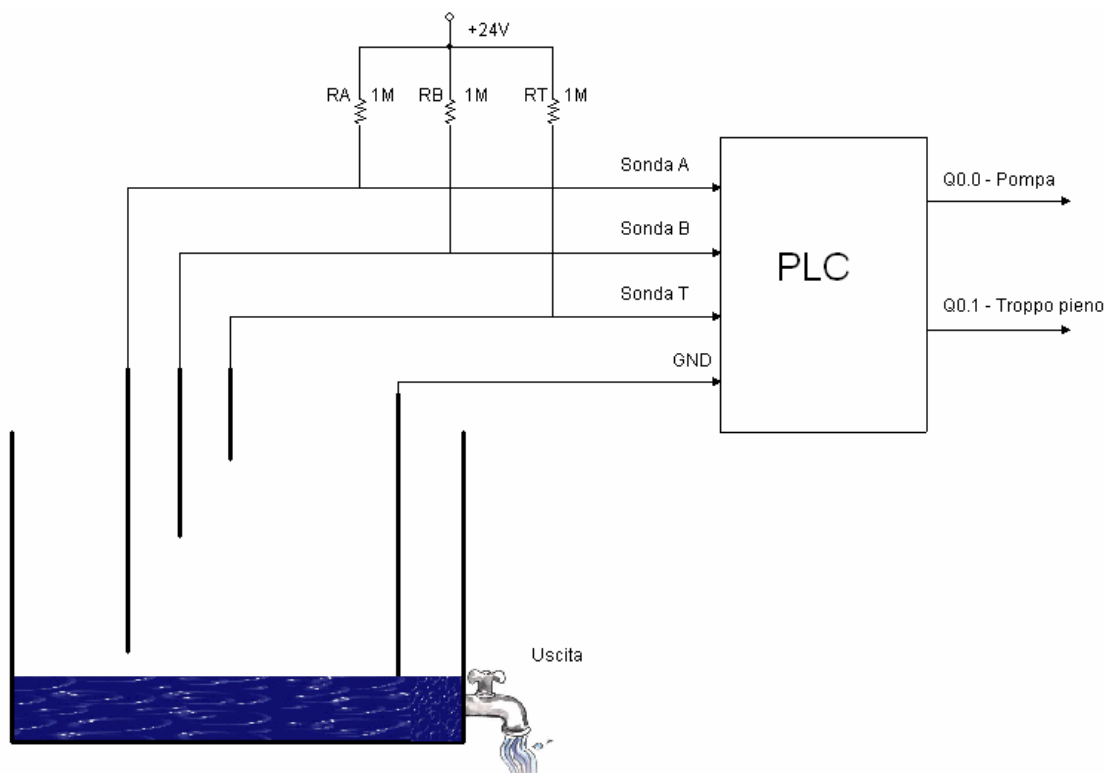 +24V
RA 1M RB 1M RT 1M
Sonda A
Q0.0 - Pompa
Sonda B
PLC
Sonda T
Q0.1 - Troppo pieno
GND
Uscita